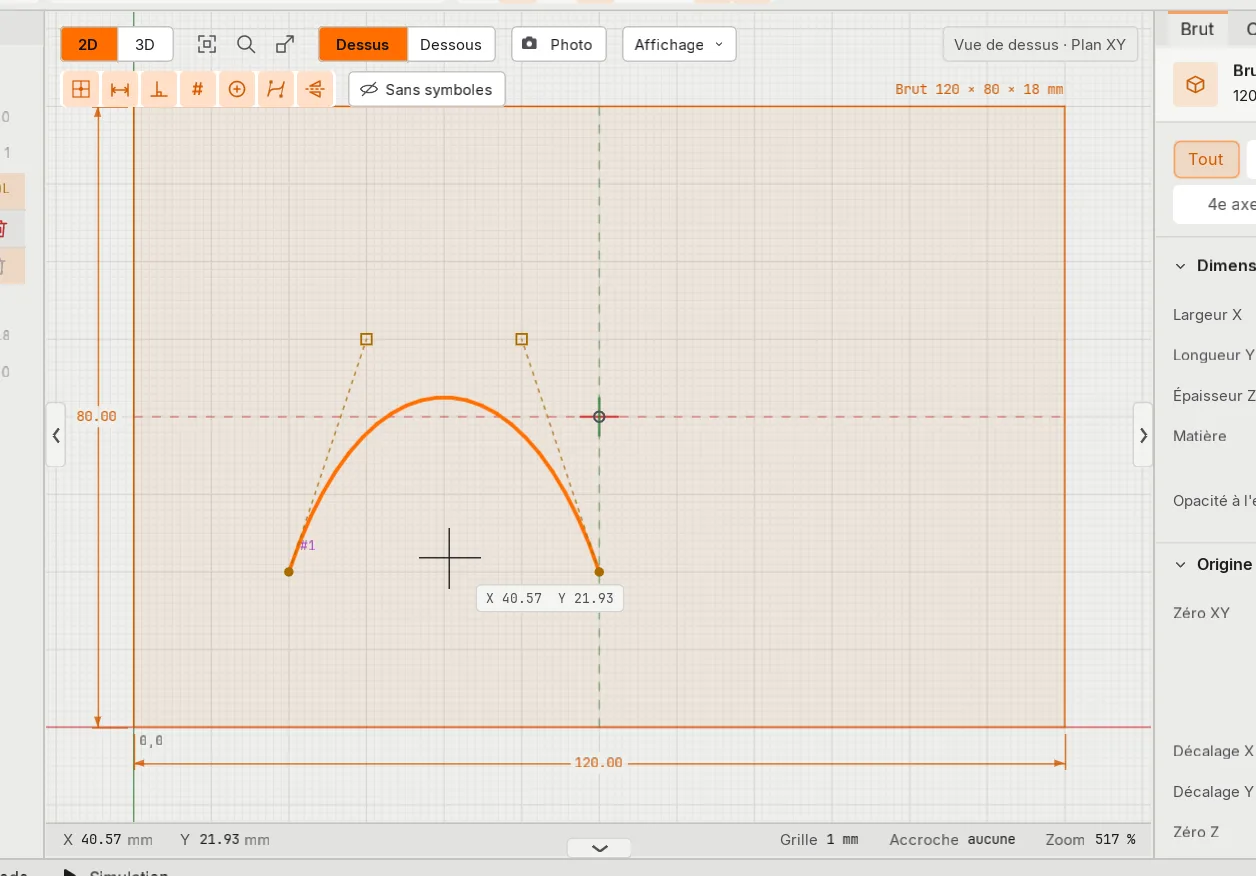 2D 3D Dessus Dessous Photo Affichage Vue de dessus · Plan XY
# Sans symboles
Brut 120 × 80 × 18 mm
80.00
#1
X 40.57 Y 21.93
0,0
120.00
X 40.57 mm Y 21.93 mm Grille 1 mm Accroche aucune Zoom 517 %
Simulation
Brut
120
Tout
4e axe
Largeur X
Longueur Y
Épaisseur Z
Matière
Opacité à l'e
Origine
Zéro XY
Décalage X
Décalage Y
Zéro Z